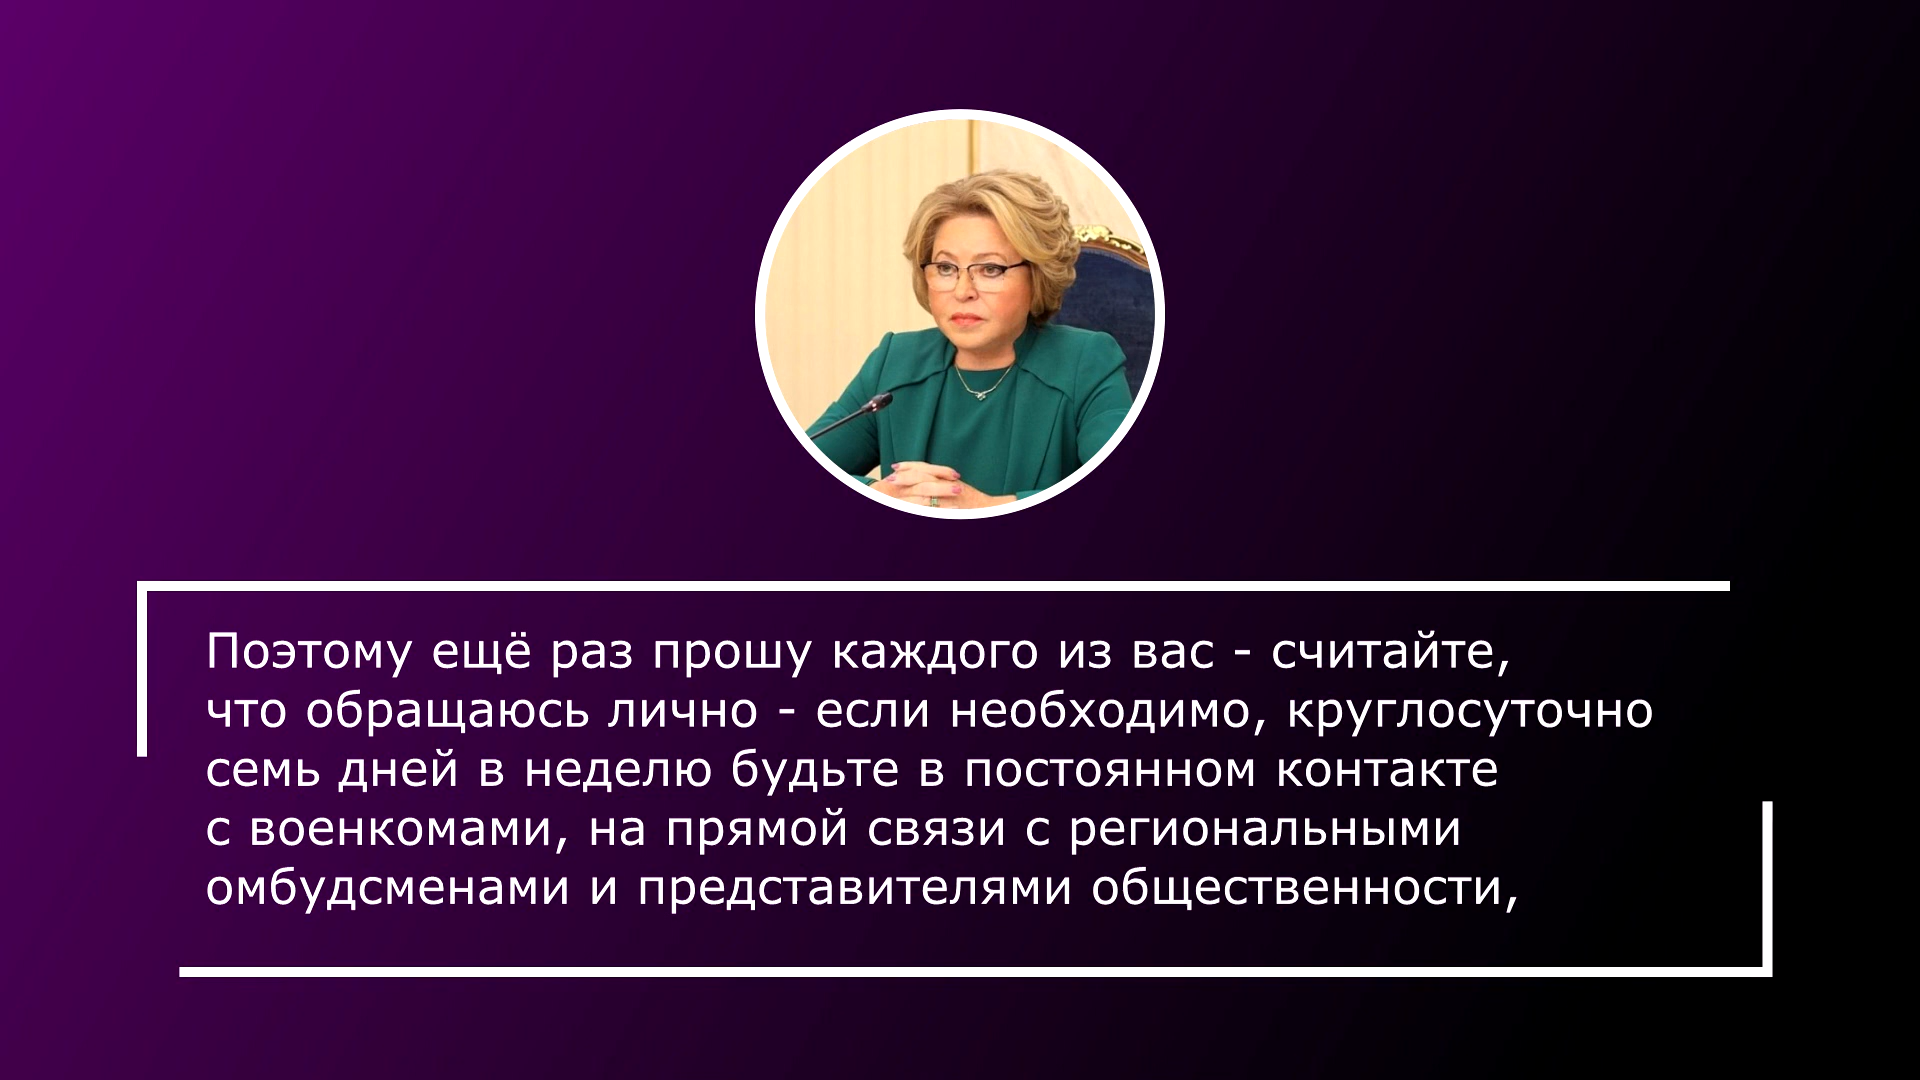 Поэтому ещё раз прошу каждого из вас - считайте,
что обращаюсь лично - если необходимо, круглосуточно
семь дней в неделю будьте в постоянном контакте
с военкомами, на прямой связи с региональными
омбудсменами и представителями общественности,